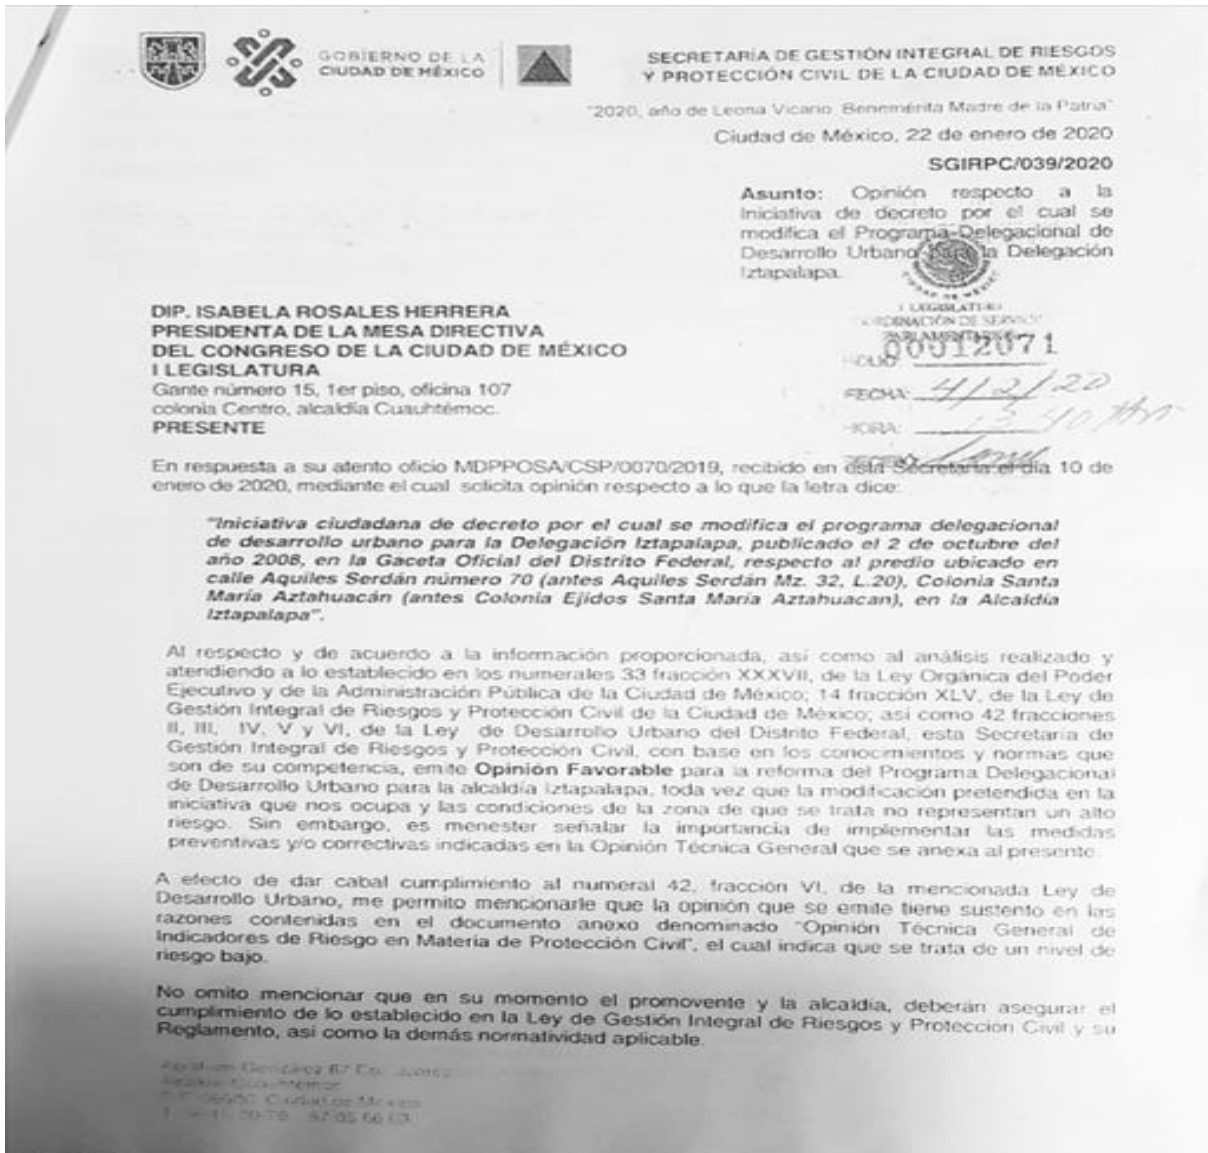 GOBIERNO DE LA
CIUDAD DE MÉXICO
SECRETARÍA DE GESTIÓN INTEGRAL DE RIESGOS
Y PROTECCIÓN CIVIL DE LA CIUDAD DE MÉXICO
"2020, año de Leona Vicario, Benemérita Madre de la Patria"
Ciudad de México, 22 de enero de 2020
SGIRPC/039/2020
Asunto: Opinión respecto a la
Iniciativa de decreto por el cual se
modifica el Programa Delegacional de
Desarrollo Urbano para la Delegación
Iztapalapa.
I LEGISLATURA
COORDINACIÓN DE SERVICIOS
PARLAMENTARIOS
FOLIO: 00012071
FECHA: 4/2/20
HORA:
DIP. ISABELA ROSALES HERRERA
PRESIDENTA DE LA MESA DIRECTIVA
DEL CONGRESO DE LA CIUDAD DE MÉXICO
I LEGISLATURA
Gante número 15, 1er piso, oficina 107
colonia Centro, alcaldía Cuauhtémoc.
PRESENTE
En respuesta a su atento oficio MDPPOSA/CSP/0070/2019, recibido en esta Secretaría el día 10 de
enero de 2020, mediante el cual solicita opinión respecto a lo que la letra dice:
"Iniciativa ciudadana de decreto por el cual se modifica el programa delegacional
de desarrollo urbano para la Delegación Iztapalapa, publicado el 2 de octubre del
año 2008, en la Gaceta Oficial del Distrito Federal, respecto al predio ubicado en
calle Aquiles Serdán número 70 (antes Aquiles Serdán Mz. 32, L.20), Colonia Santa
María Aztahuacán (antes Colonia Ejidos Santa María Aztahuacan), en la Alcaldía
Iztapalapa".
Al respecto y de acuerdo a la información proporcionada, así como al análisis realizado y
atendiendo a lo establecido en los numerales 33 fracción XXXVII, de la Ley Orgánica del Poder
Ejecutivo y de la Administración Pública de la Ciudad de México; 14 fracción XLV, de la Ley de
Gestión Integral de Riesgos y Protección Civil de la Ciudad de México; así como 42 fracciones
II, III, IV, V y VI, de la Ley de Desarrollo Urbano del Distrito Federal, esta Secretaría de
Gestión Integral de Riesgos y Protección Civil, con base en los conocimientos y normas que
son de su competencia, emite Opinión Favorable para la reforma del Programa Delegacional
de Desarrollo Urbano para la alcaldía Iztapalapa, toda vez que la modificación pretendida en la
iniciativa que nos ocupa y las condiciones de la zona de que se trata no representan un alto
riesgo. Sin embargo, es menester señalar la importancia de implementar las medidas
preventivas y/o correctivas indicadas en la Opinión Técnica General que se anexa al presente.
A efecto de dar cabal cumplimiento al numeral 42, fracción VI, de la mencionada Ley de
Desarrollo Urbano, me permito mencionarle que la opinión que se emite tiene sustento en las
razones contenidas en el documento anexo denominado "Opinión Técnica General de
Indicadores de Riesgo en Materia de Protección Civil", el cual indica que se trata de un nivel de
riesgo bajo.
No omito mencionar que en su momento el promovente y la alcaldía, deberán asegurar el
cumplimiento de lo establecido en la Ley de Gestión Integral de Riesgos y Protección Civil y su
Reglamento, así como la demás normatividad aplicable.
Abraham González 67 Col. Juárez
Alcaldía Cuauhtémoc
Ciudad de México